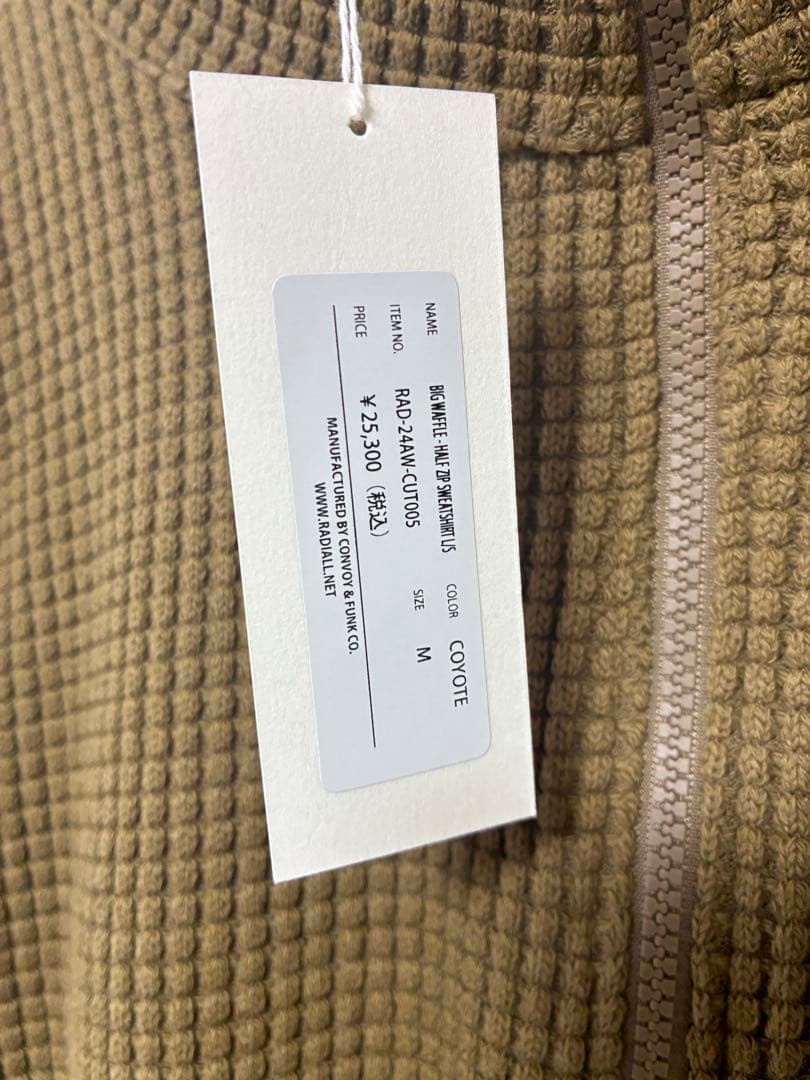 NAME BIG WAFFLE - HALF ZIP SWEATSHIRT L/S COLOR COYOTE
ITEM NO. RAD-24AW-CUT005 SIZE M
PRICE ¥25,300（税込）
MANUFACTURED BY CONVOY & FUNK CO.
WWW.RADIALL.NET